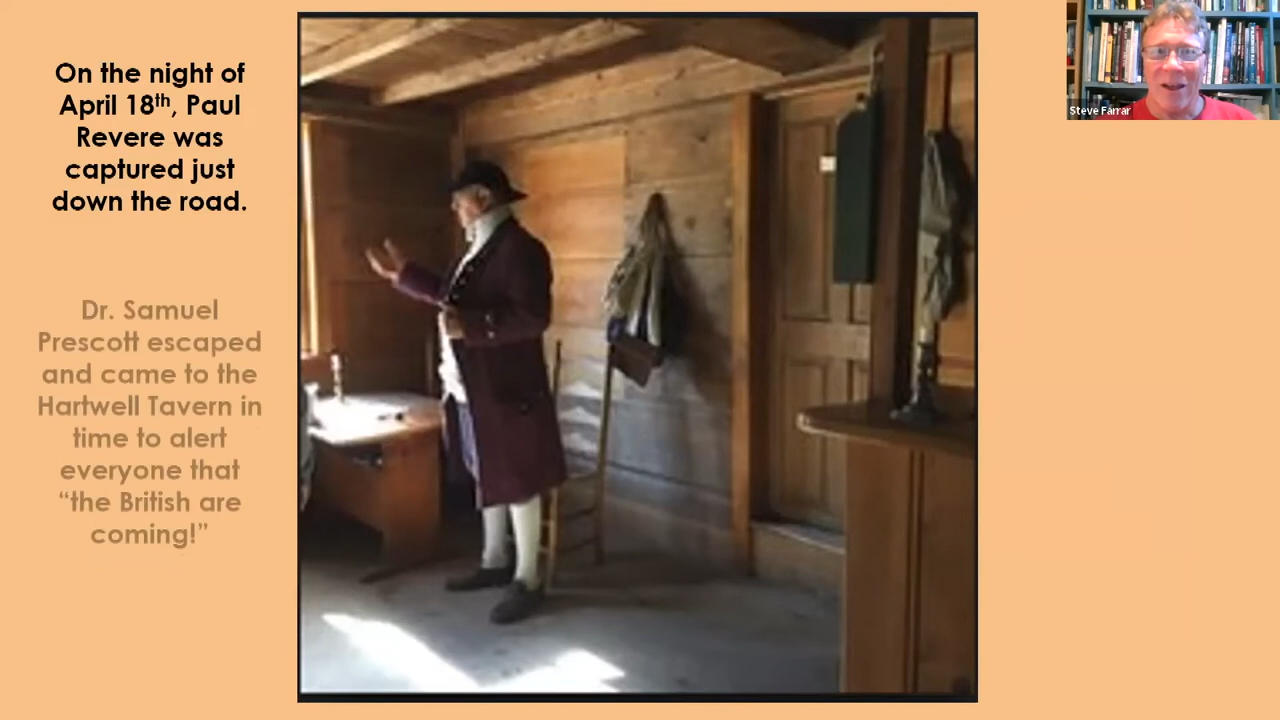 On the night of
April 18th, Paul
Revere was
captured just
down the road.
Dr. Samuel
Prescott escaped
and came to the
Hartwell Tavern in
time to alert
everyone that
“the British are
coming!”
Steve Farrar